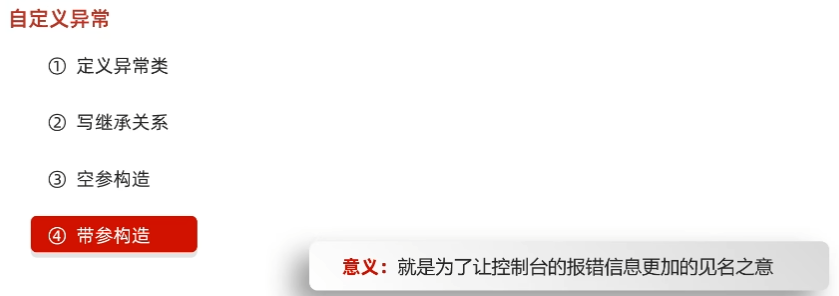 自定义异常
① 定义异常类
② 写继承关系
③ 空参构造
④ 带参构造
意义：就是为了让控制台的报错信息更加的见名之意